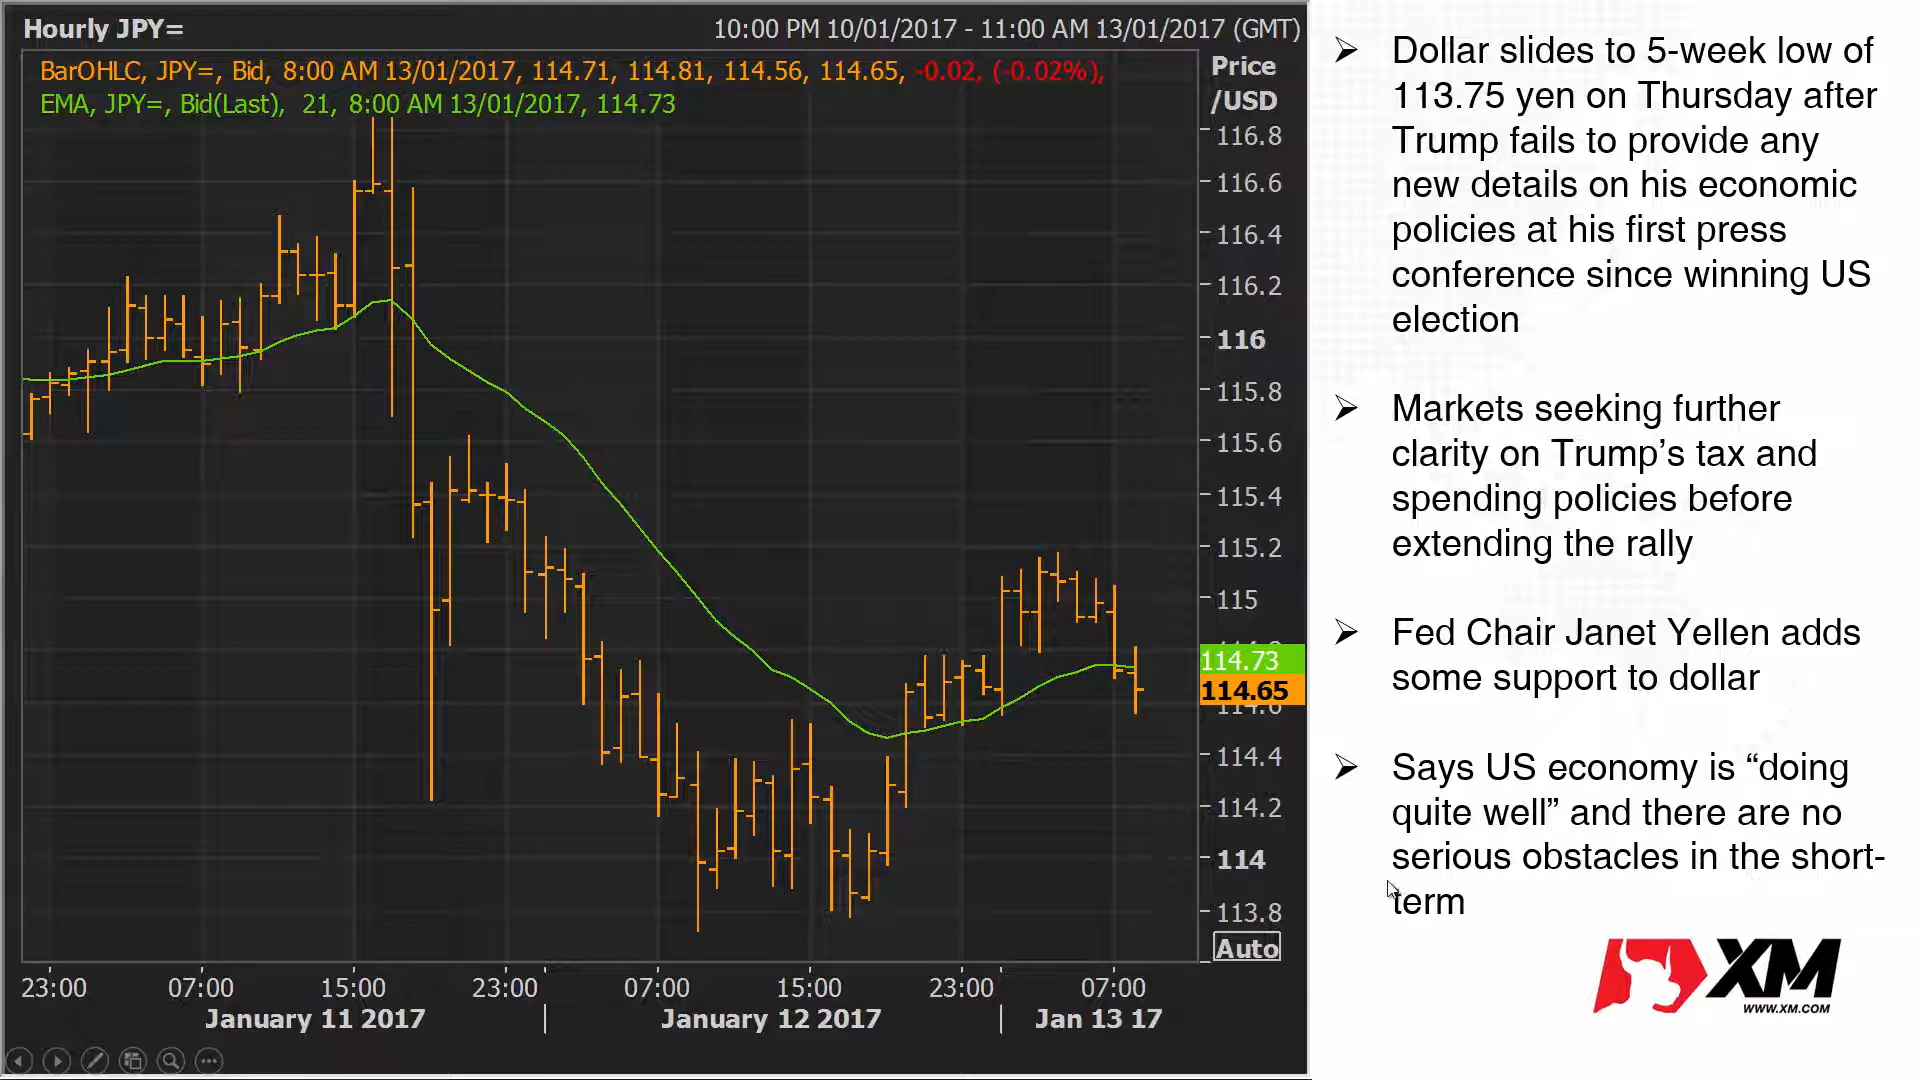 Hourly JPY=
10:00 PM 10/01/2017 - 11:00 AM 13/01/2017 (GMT)
BarOHLC, JPY=, Bid, 8:00 AM 13/01/2017, 114.71, 114.81, 114.56, 114.65, -0.02, (-0.02%),
EMA, JPY=, Bid(Last), 21, 8:00 AM 13/01/2017, 114.73
Price
/USD
116.8
116.6
116.4
116.2
116
115.8
115.6
115.4
115.2
115
114.73
114.65
114.4
114.2
114
113.8
Auto
23:00 07:00 15:00 23:00 07:00 15:00 23:00 07:00
January 11 2017 January 12 2017 Jan 13 17
Dollar slides to 5-week low of
113.75 yen on Thursday after
Trump fails to provide any
new details on his economic
policies at his first press
conference since winning US
election
Markets seeking further
clarity on Trump’s tax and
spending policies before
extending the rally
Fed Chair Janet Yellen adds
some support to dollar
Says US economy is “doing
quite well” and there are no
serious obstacles in the short-
term
XM
WWW.XM.COM